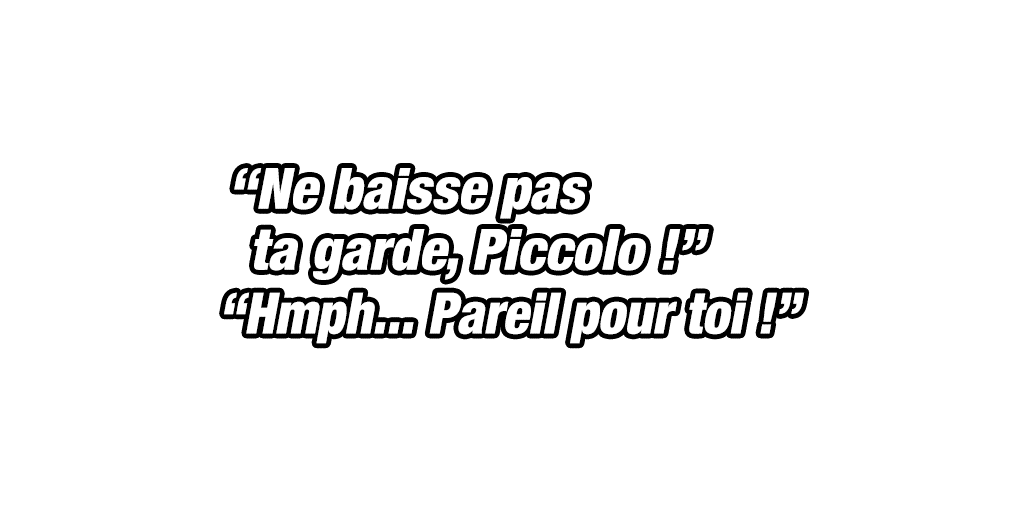 “Ne baisse pas
ta garde, Piccolo !”
“Hmph... Pareil pour toi !”